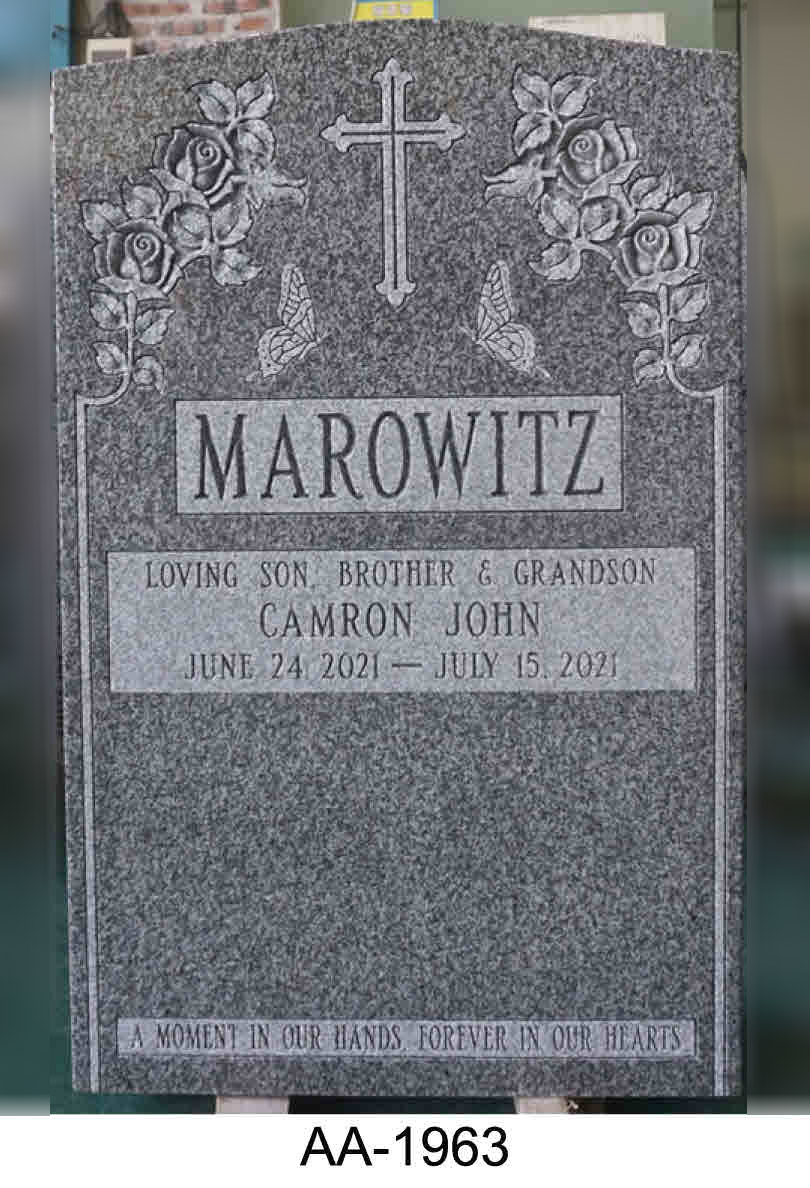 MAROWITZ
LOVING SON, BROTHER & GRANDSON
CAMRON JOHN
JUNE 24, 2021 — JULY 15, 2021
A MOMENT IN OUR HANDS, FOREVER IN OUR HEARTS
AA-1963